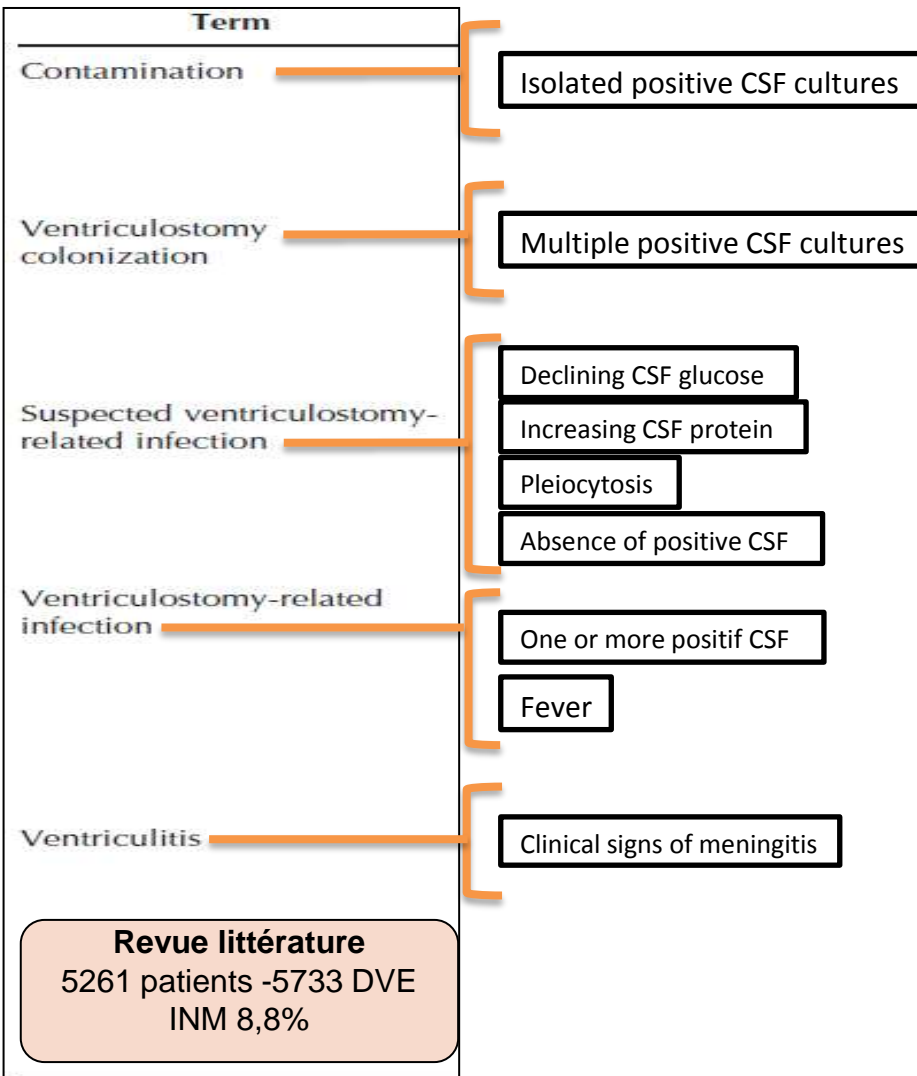 Term
Contamination
Isolated positive CSF cultures
Ventriculostomy
colonization
Multiple positive CSF cultures
Suspected ventriculostomy-
related infection
Declining CSF glucose
Increasing CSF protein
Pleiocytosis
Absence of positive CSF
Ventriculostomy-related
infection
One or more positif CSF
Fever
Ventriculitis
Clinical signs of meningitis
Revue littérature
5261 patients -5733 DVE
INM 8,8%